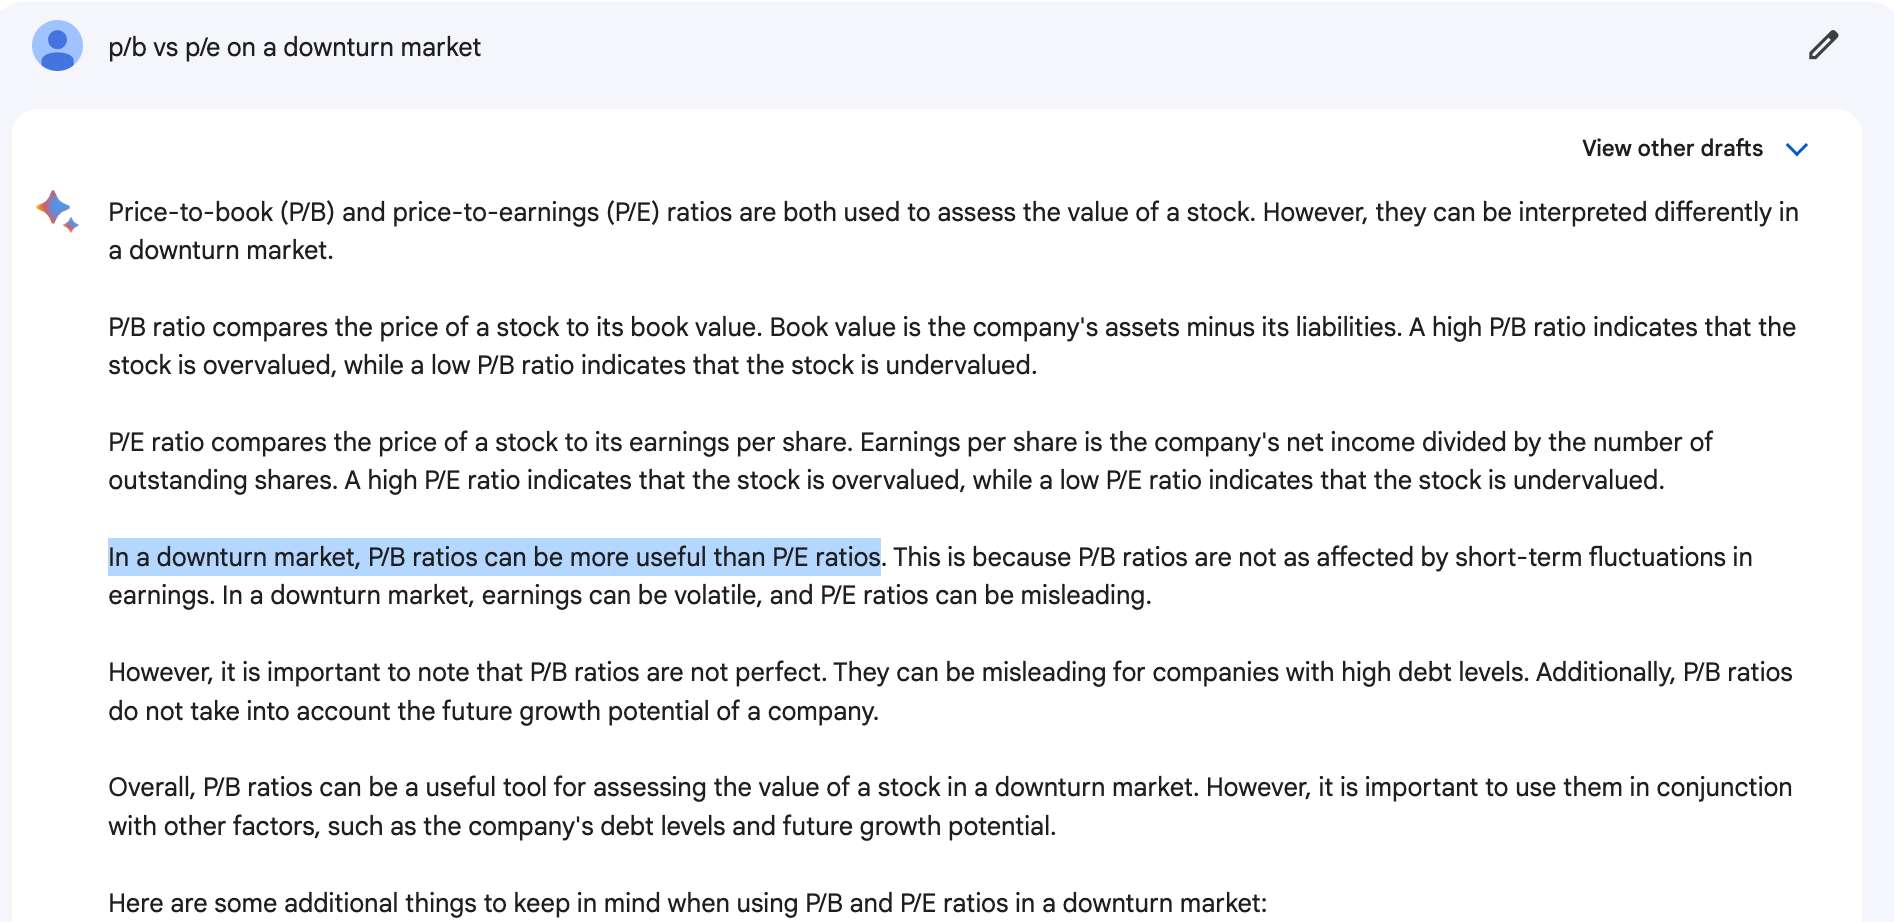 p/b vs p/e on a downturn market
View other drafts
Price-to-book (P/B) and price-to-earnings (P/E) ratios are both used to assess the value of a stock. However, they can be interpreted differently in
a downturn market.
P/B ratio compares the price of a stock to its book value. Book value is the company's assets minus its liabilities. A high P/B ratio indicates that the
stock is overvalued, while a low P/B ratio indicates that the stock is undervalued.
P/E ratio compares the price of a stock to its earnings per share. Earnings per share is the company's net income divided by the number of
outstanding shares. A high P/E ratio indicates that the stock is overvalued, while a low P/E ratio indicates that the stock is undervalued.
In a downturn market, P/B ratios can be more useful than P/E ratios. This is because P/B ratios are not as affected by short-term fluctuations in
earnings. In a downturn market, earnings can be volatile, and P/E ratios can be misleading.
However, it is important to note that P/B ratios are not perfect. They can be misleading for companies with high debt levels. Additionally, P/B ratios
do not take into account the future growth potential of a company.
Overall, P/B ratios can be a useful tool for assessing the value of a stock in a downturn market. However, it is important to use them in conjunction
with other factors, such as the company's debt levels and future growth potential.
Here are some additional things to keep in mind when using P/B and P/E ratios in a downturn market: